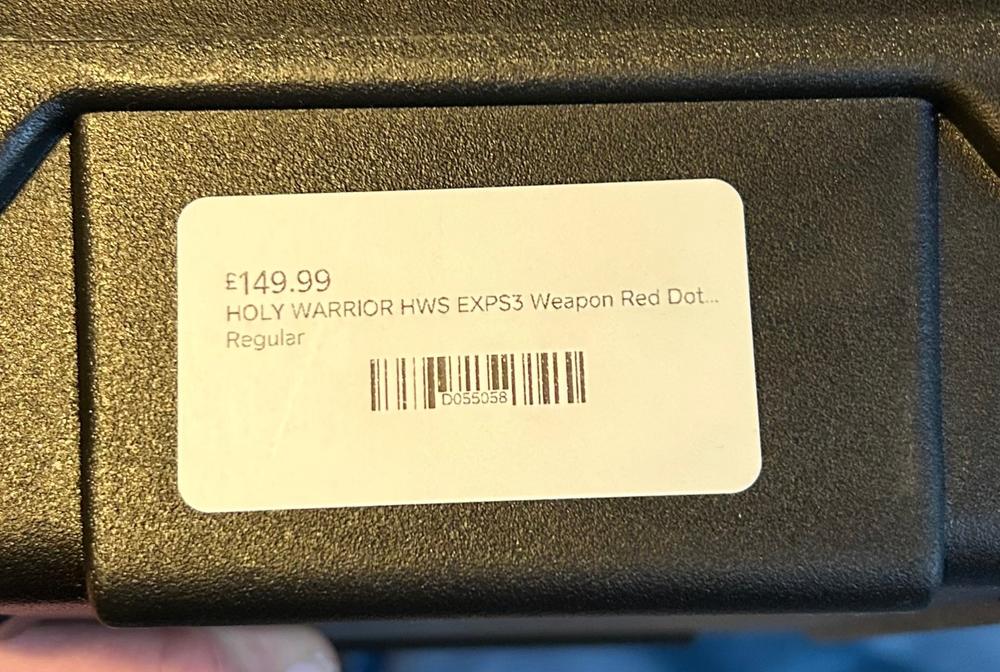 £149.99
HOLY WARRIOR HWS EXPS3 Weapon Red Dot...
Regular
D055058